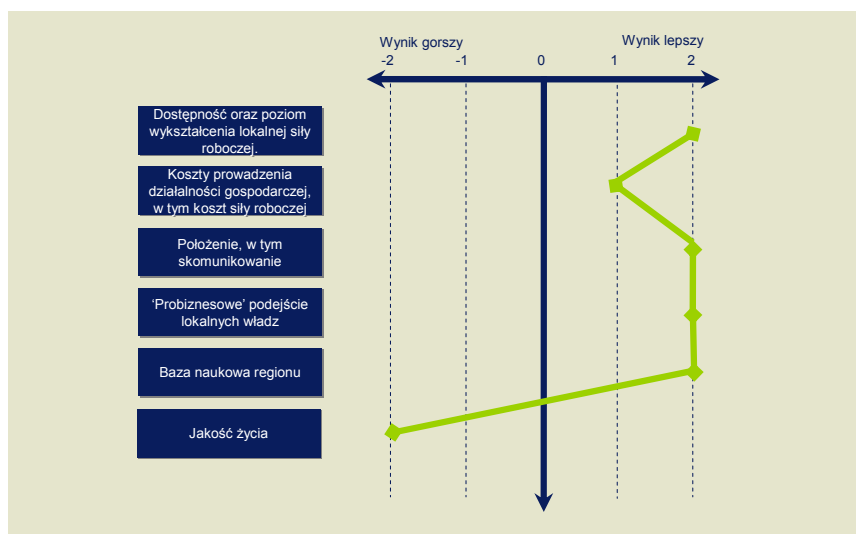 Wynik gorszy
Wynik lepszy
-2
-1
0
1
2
Dostępność oraz poziom
wykształcenia lokalnej siły
roboczej.
Koszty prowadzenia
działalności gospodarczej,
w tym koszt siły roboczej
Położenie, w tym
skomunikowanie
‘Probiznesowe’ podejście
lokalnych władz
Baza naukowa regionu
Jakość życia